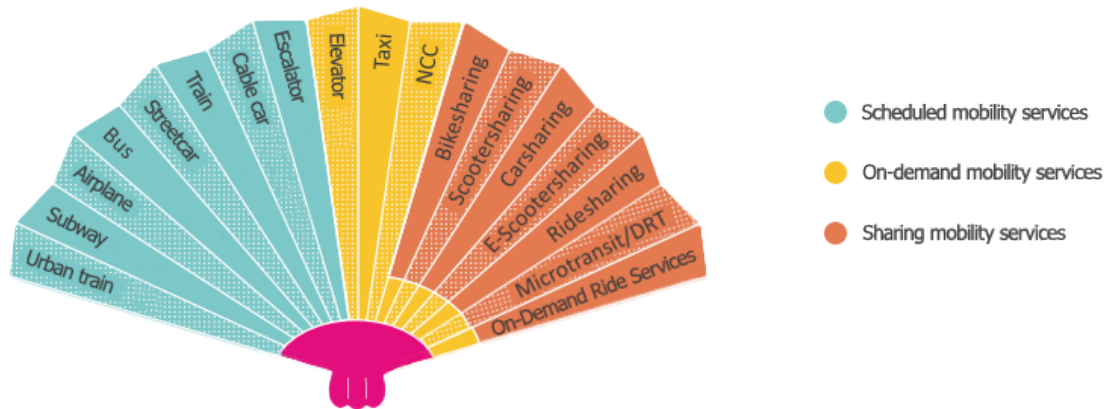 Urban train
Subway
Airplane
Bus
Streetcar
Train
Cable car
Escalator
Elevator
Taxi
NCC
Bikesharing
Scootersharing
Carsharing
E-Scootersharing
Ridesharing
Microtransit/DRT
On-Demand Ride Services
Scheduled mobility services
On-demand mobility services
Sharing mobility services